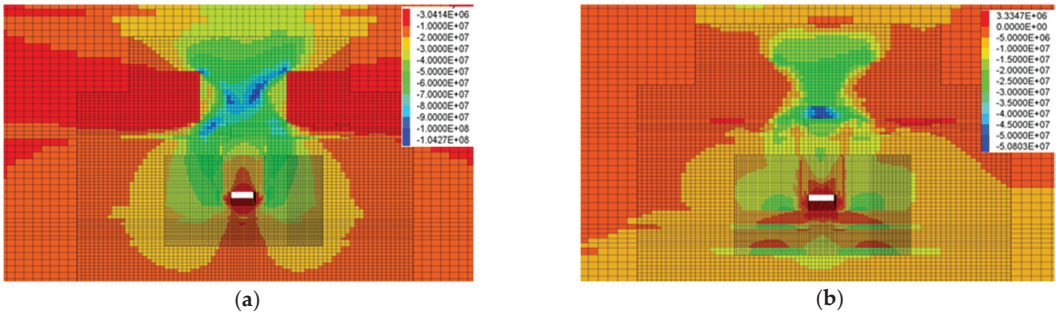 -3.0414E+06
-1.0000E+07
-2.0000E+07
-3.0000E+07
-4.0000E+07
-5.0000E+07
-6.0000E+07
-7.0000E+07
-8.0000E+07
-9.0000E+07
-1.0000E+08
-1.0427E+08
3.3347E+06
0.0000E+00
-5.0000E+06
-1.0000E+07
-1.5000E+07
-2.0000E+07
-2.5000E+07
-3.0000E+07
-3.5000E+07
-4.0000E+07
-4.5000E+07
-5.0000E+07
-5.0803E+07
(a)
(b)